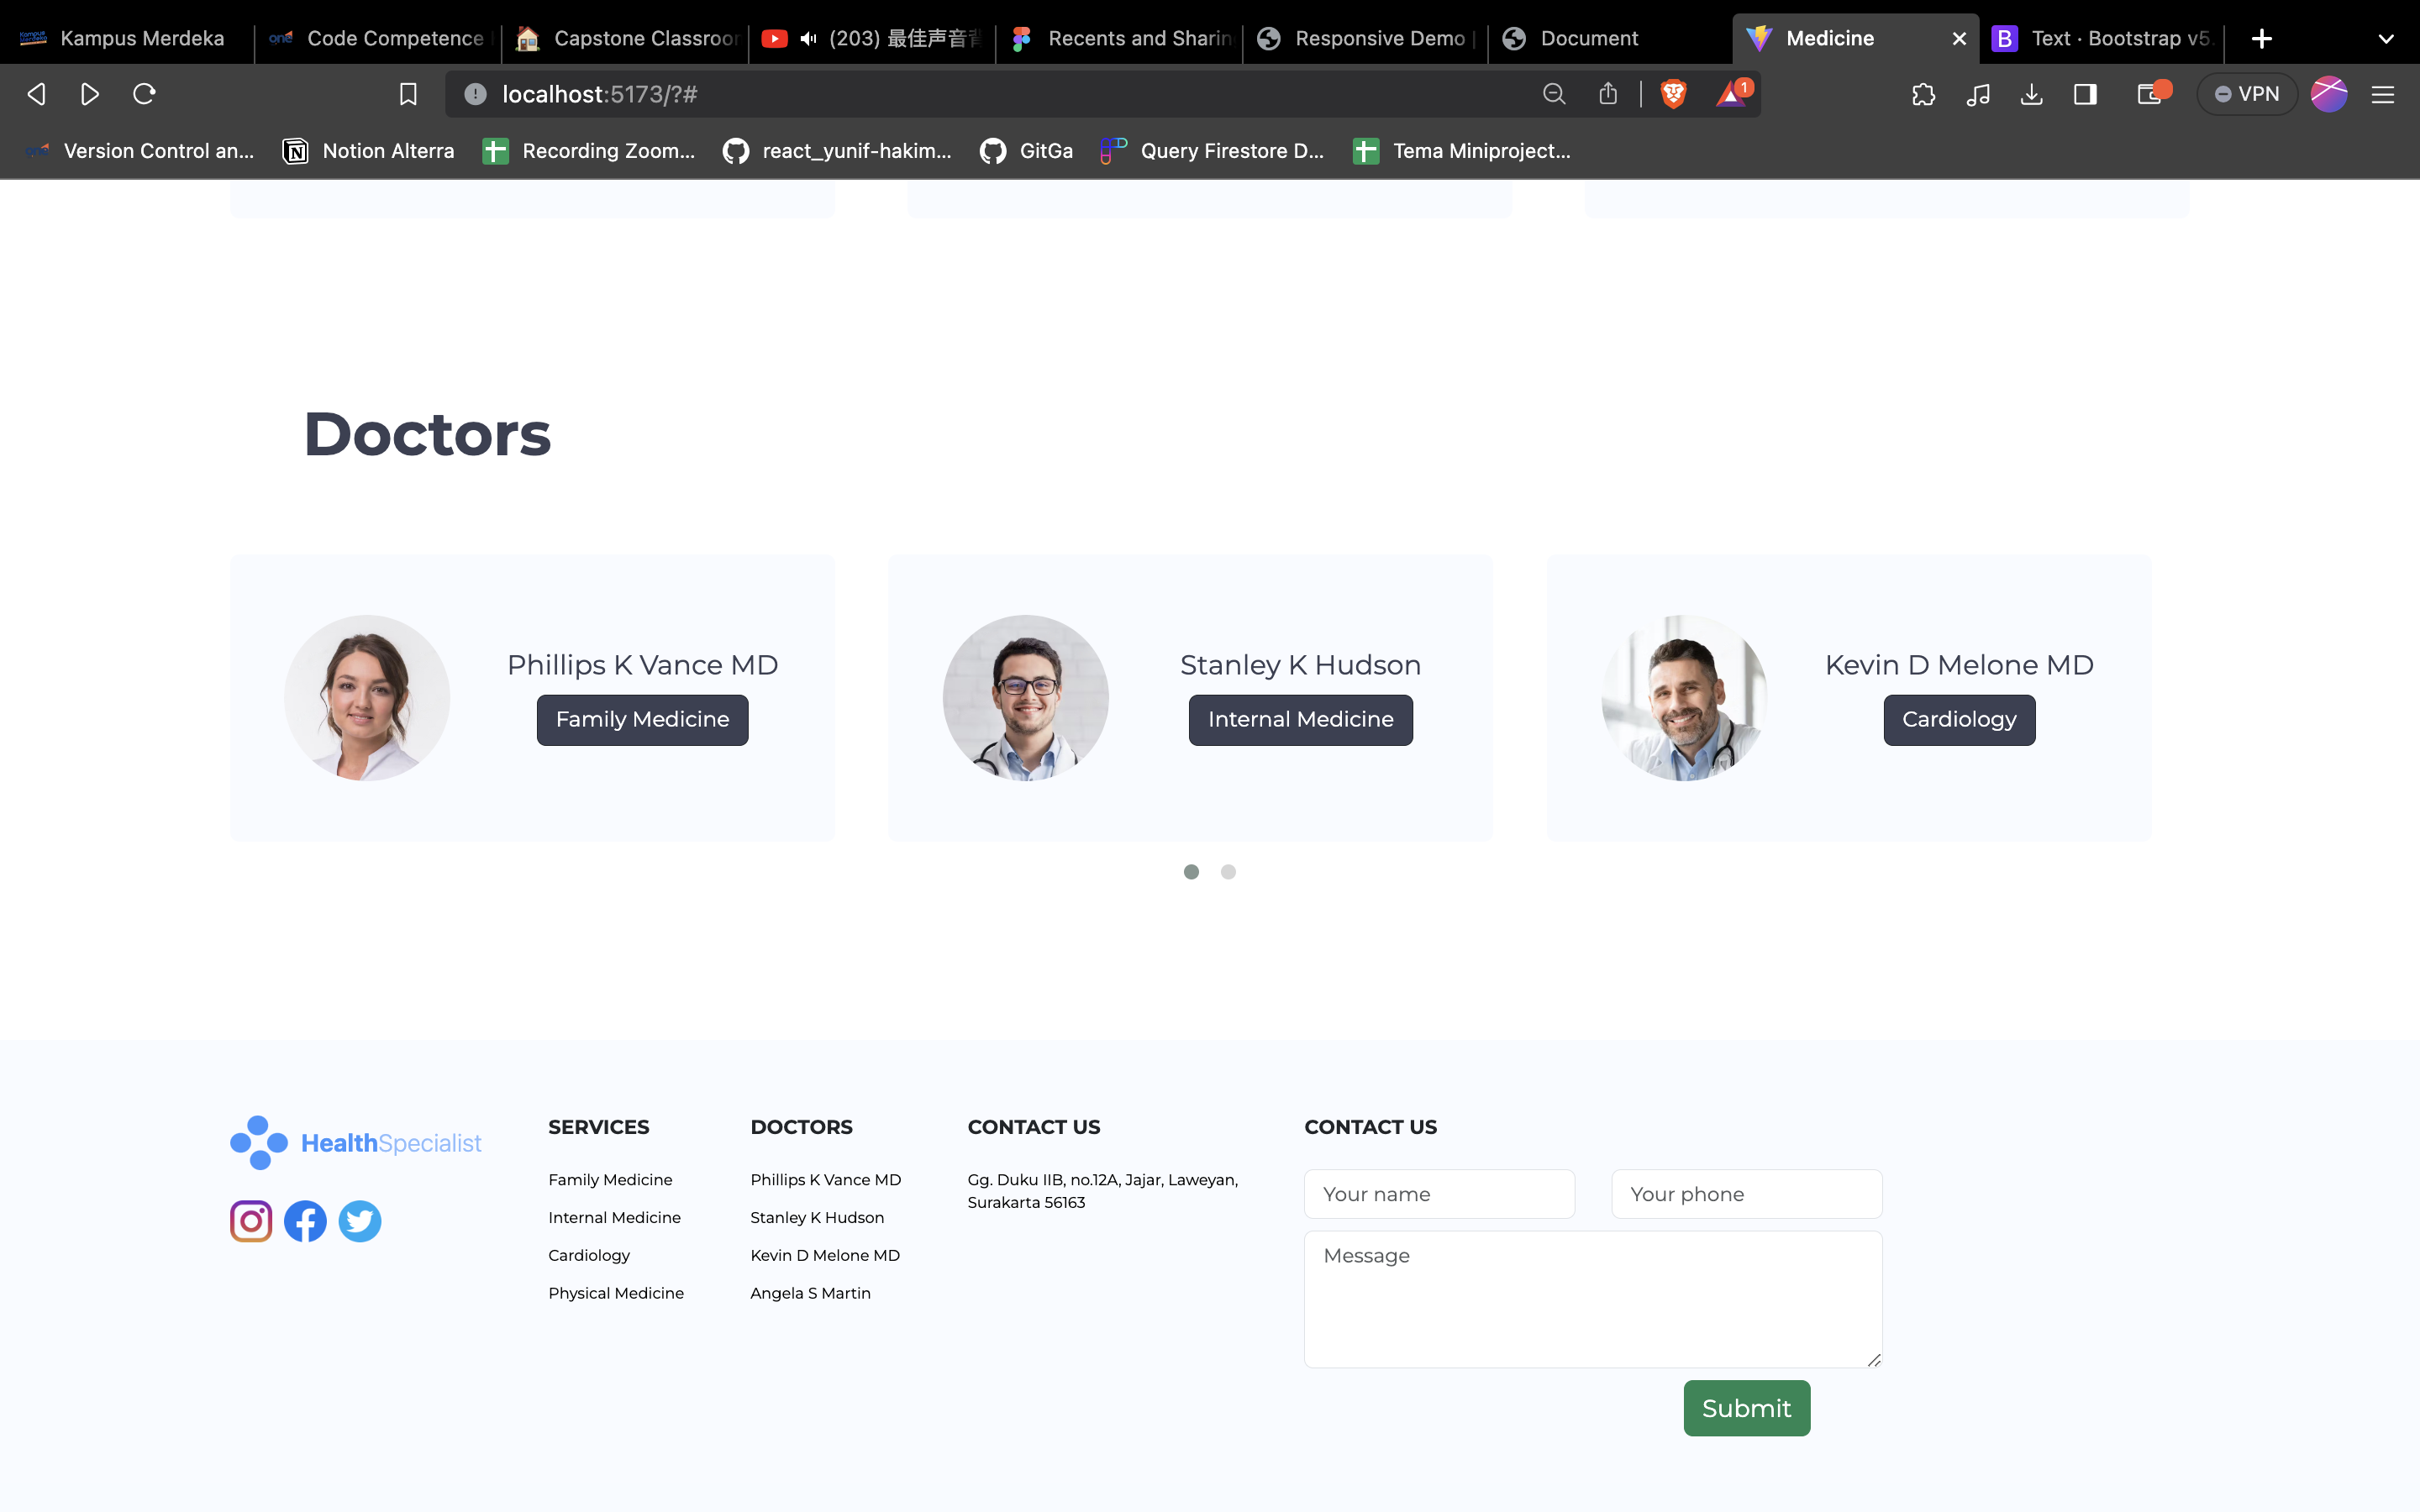 Kampus Merdeka
Code Competence
Capstone Classroom
(203) 最佳声音背
Recents and Sharing
Responsive Demo
Document
Medicine
Text · Bootstrap v5.
localhost:5173/?#
1
VPN
Version Control an...
Notion Alterra
Recording Zoom...
react_yunif-hakim...
GitGa
Query Firestore D...
Tema Miniproject...
Doctors
Phillips K Vance MD
Family Medicine
Stanley K Hudson
Internal Medicine
Kevin D Melone MD
Cardiology
HealthSpecialist
SERVICES
Family Medicine
Internal Medicine
Cardiology
Physical Medicine
DOCTORS
Phillips K Vance MD
Stanley K Hudson
Kevin D Melone MD
Angela S Martin
CONTACT US
Gg. Duku IIB, no.12A, Jajar, Laweyan,
Surakarta 56163
CONTACT US
Your name
Your phone
Message
Submit